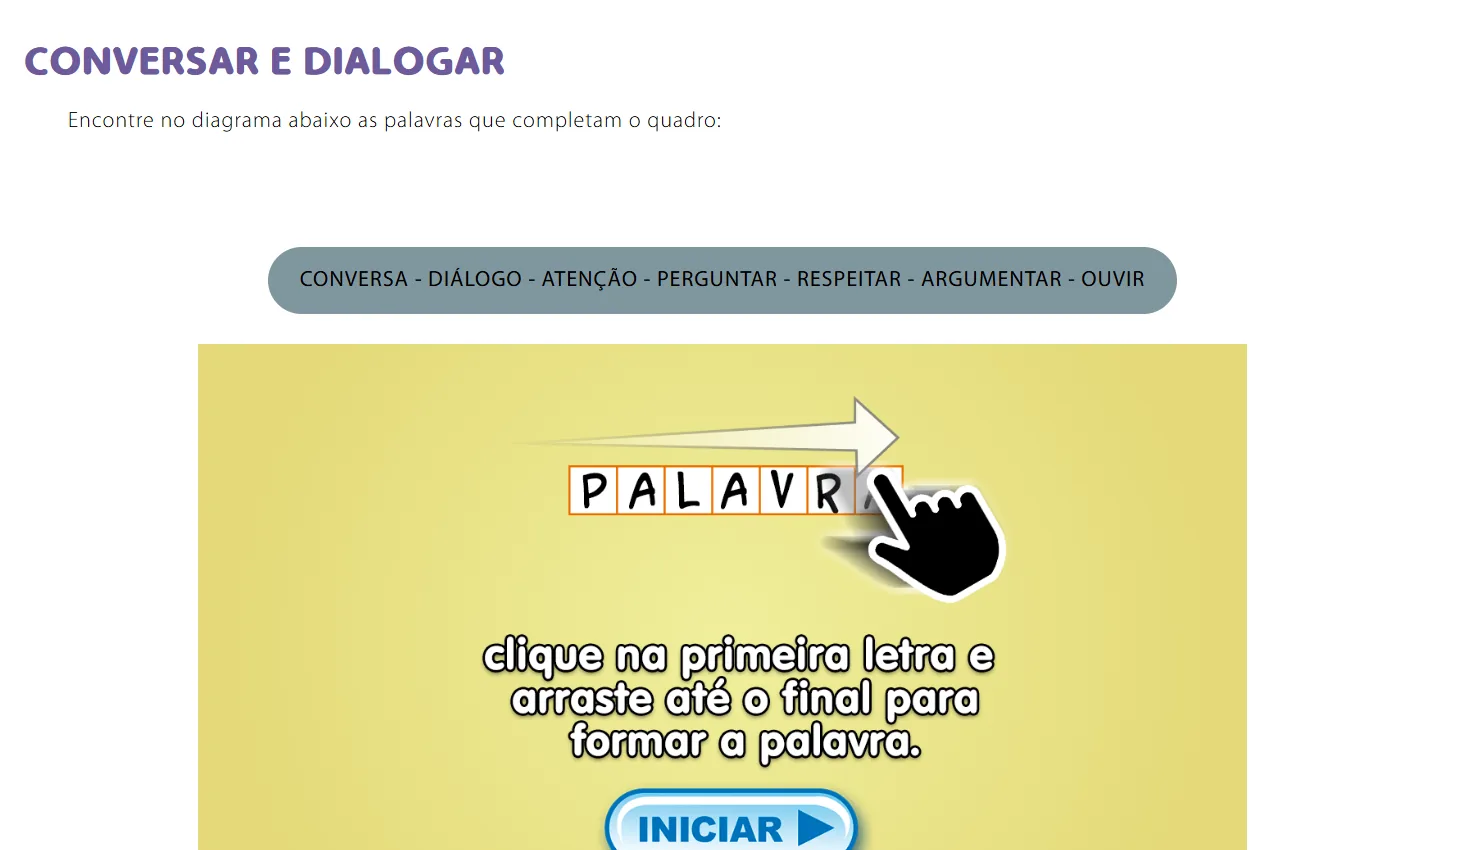 CONVERSAR E DIALOGAR
Encontre no diagrama abaixo as palavras que completam o quadro:
CONVERSA - DIÁLOGO - ATENÇÃO - PERGUNTAR - RESPEITAR - ARGUMENTAR - OUVIR
PALAVRA
clique na primeira letra e
arraste até o final para
formar a palavra.
INICIAR